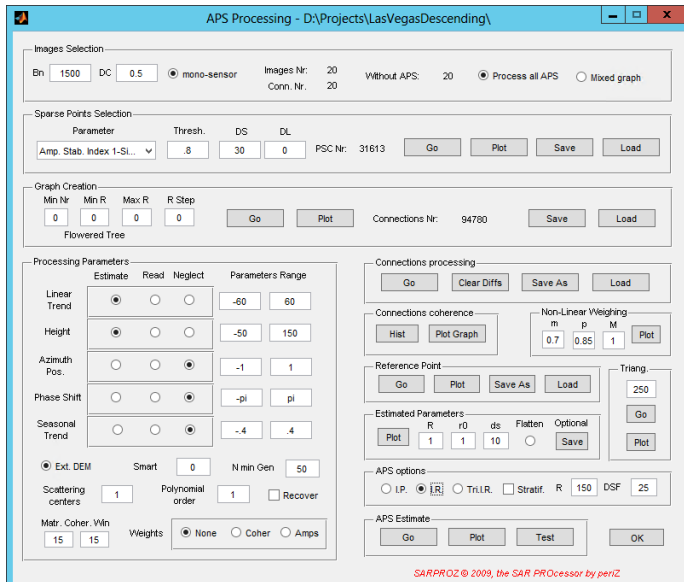 APS Processing - D:\Projects\LasVegasDescending\
Images Selection
Bn 1500 DC 0.5 mono-sensor Images Nr: 20 Without APS: 20 Process all APS Mixed graph
Conn. Nr. 20
Sparse Points Selection
Parameter Thresh. DS DL
Amp. Stab. Index 1-Si... .8 30 0 PSC Nr: 31613 Go Plot Save Load
Graph Creation
Min Nr Min R Max R R Step
0 0 0 0 Go Plot Connections Nr: 94780 Save Load
Flowered Tree
Processing Parameters
Estimate Read Neglect Parameters Range
Linear Trend -60 60
Height -50 150
Azimuth Pos. -1 1
Phase Shift -pi pi
Seasonal Trend -.4 .4
Ext. DEM Smart 0 N min Gen 50
Scattering centers 1 Polynomial order 1 Recover
Matr. Coher. Win
15 15 Weights None Coher Amps
Connections processing
Go Clear Diffs Save As Load
Connections coherence
Hist Plot Graph
Non-Linear Weighing
m p M
0.7 0.85 1 Plot
Reference Point
Go Plot Save As Load
Triang.
250
Go
Plot
Estimated Parameters
R r0 ds Flatten Optional
Plot 1 1 10 Save
APS options
I.P. I.R. Tri.I.R. Stratif. R 150 DSF 25
APS Estimate
Go Plot Test OK
SARPROZ © 2009, the SAR PROcessor by periZ